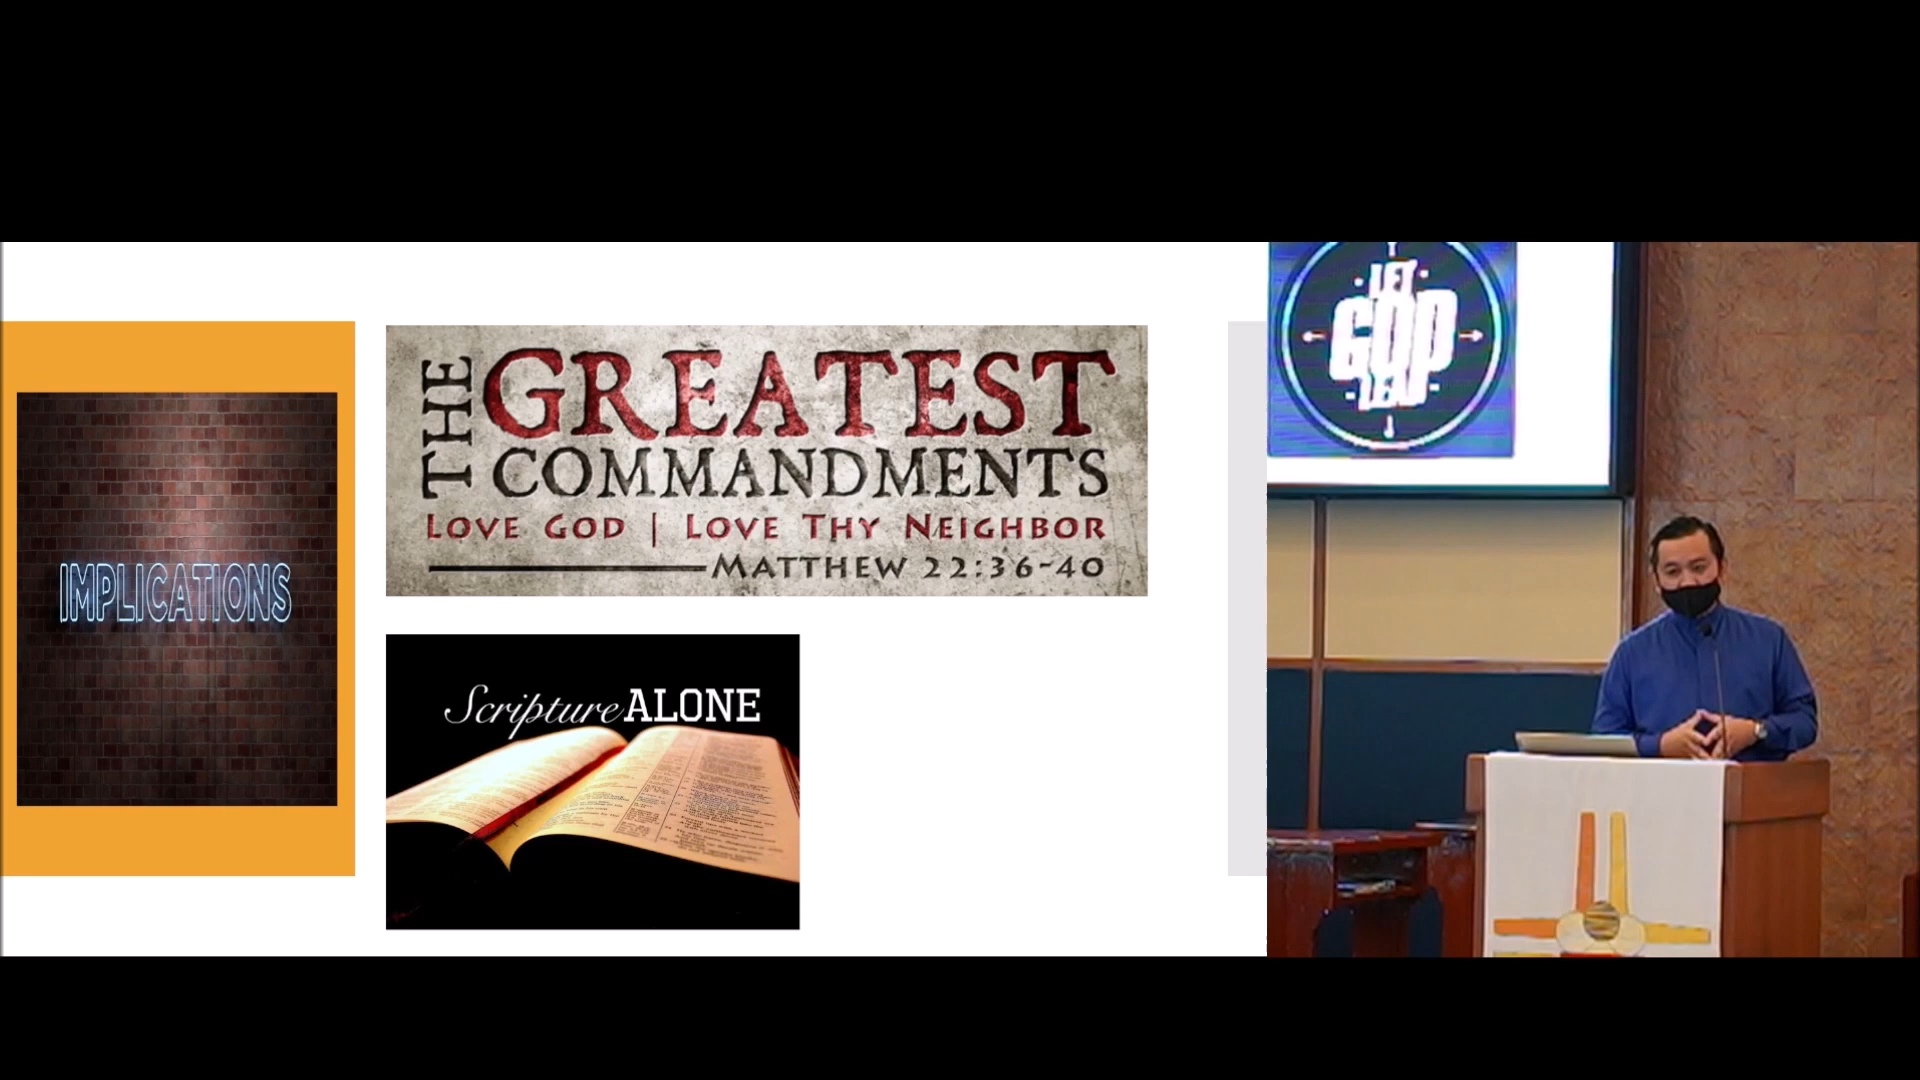 IMPLICATIONS
THE
GREATEST
COMMANDMENTS
LOVE GOD | LOVE THY NEIGHBOR
MATTHEW 22:36-40
Scripture ALONE
LET
GOD
LEAD